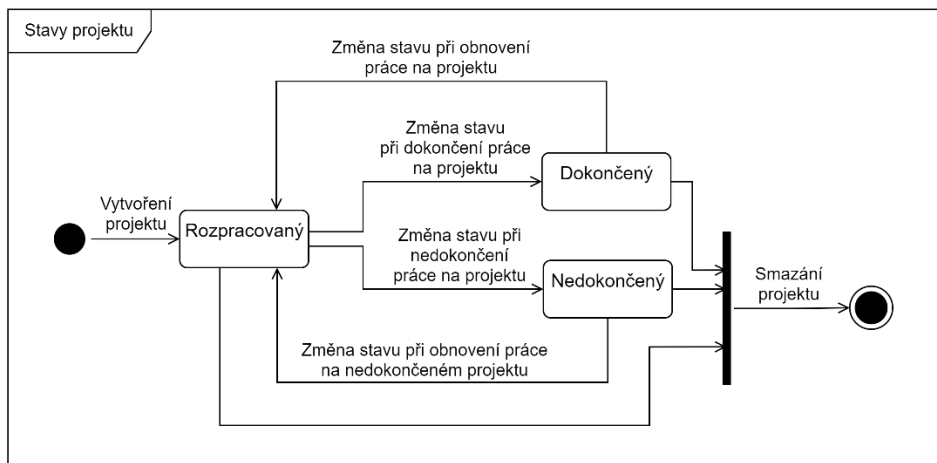 Stavy projektu
Změna stavu při obnovení
práce na projektu
Změna stavu
při dokončení práce
na projektu
Dokončený
Vytvoření
projektu
Rozpracovaný
Změna stavu při
nedokončení
práce na projektu
Nedokončený
Smazání
projektu
Změna stavu při obnovení práce
na nedokončeném projektu